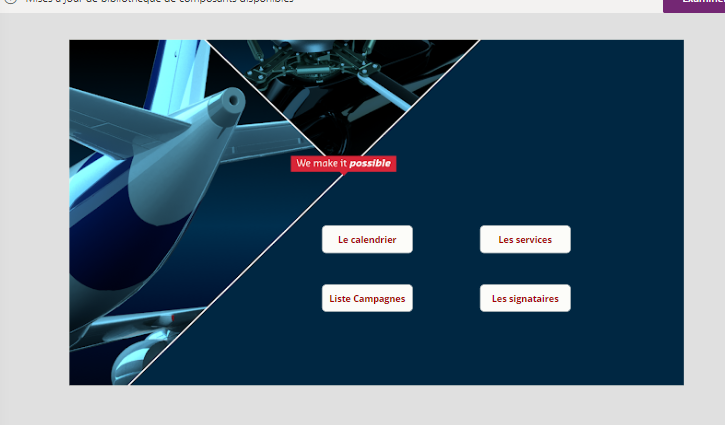 Mises à jour de bibliothèque de composants disponibles
Examiner
We make it possible
Le calendrier
Les services
Liste Campagnes
Les signataires